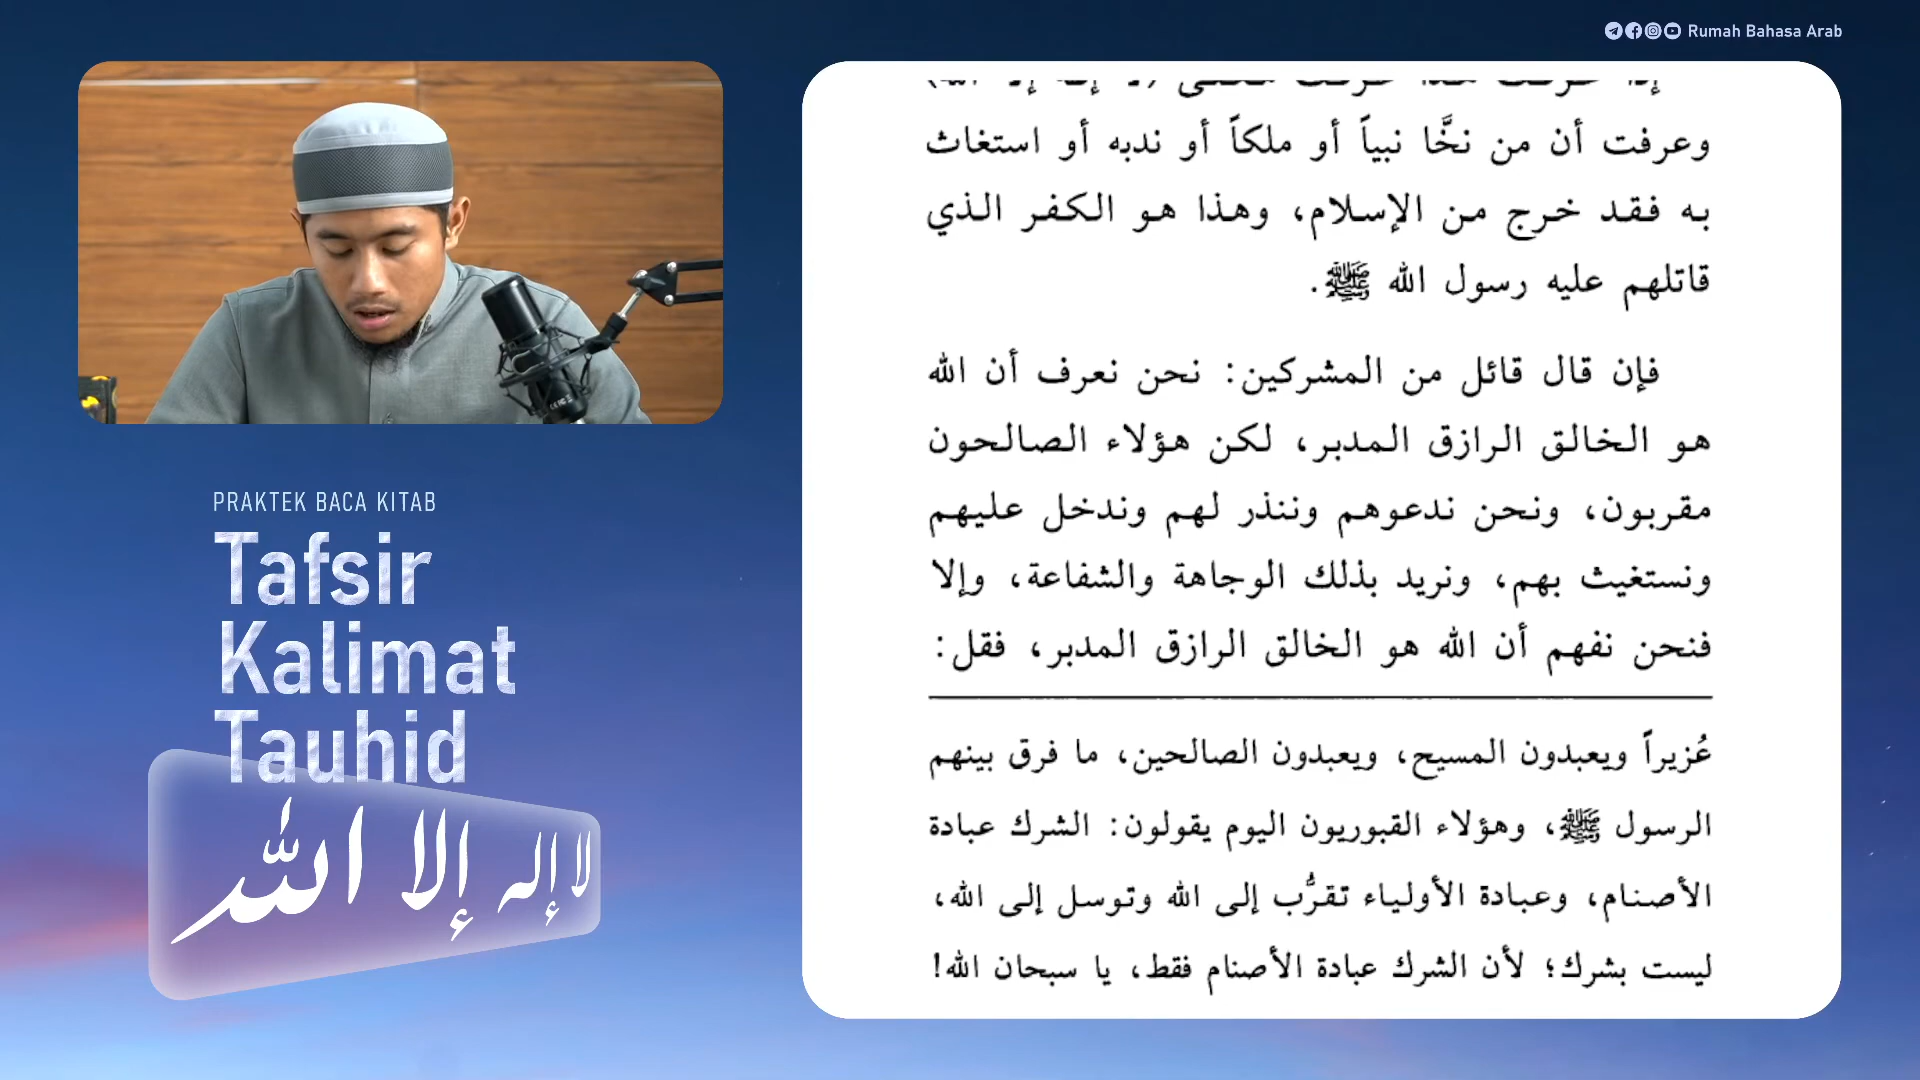 Rumah Bahasa Arab
PRAKTEK BACA KITAB
Tafsir
Kalimat
Tauhid
لا إله إلا الله
وعرفت أن من نخَّا نبياً أو ملكاً أو ندبه أو استغاث
به فقد خرج من الإسلام، وهذا هو الكفر الذي
قاتلهم عليه رسول الله ﷺ.
فإن قال قائل من المشركين: نحن نعرف أن الله
هو الخالق الرازق المدبر، لكن هؤلاء الصالحون
مقربون، ونحن ندعوهم وننذر لهم وندخل عليهم
ونستغيث بهم، ونريد بذلك الوجاهة والشفاعة، وإلا
فنحن نفهم أن الله هو الخالق الرازق المدبر، فقل:
عُزيراً ويعبدون المسيح، ويعبدون الصالحين، ما فرق بينهم
الرسول ﷺ، وهؤلاء القبوريون اليوم يقولون: الشرك عبادة
الأصنام، وعبادة الأولياء تقرُّب إلى الله وتوسل إلى الله،
ليست بشرك؛ لأن الشرك عبادة الأصنام فقط، يا سبحان الله!